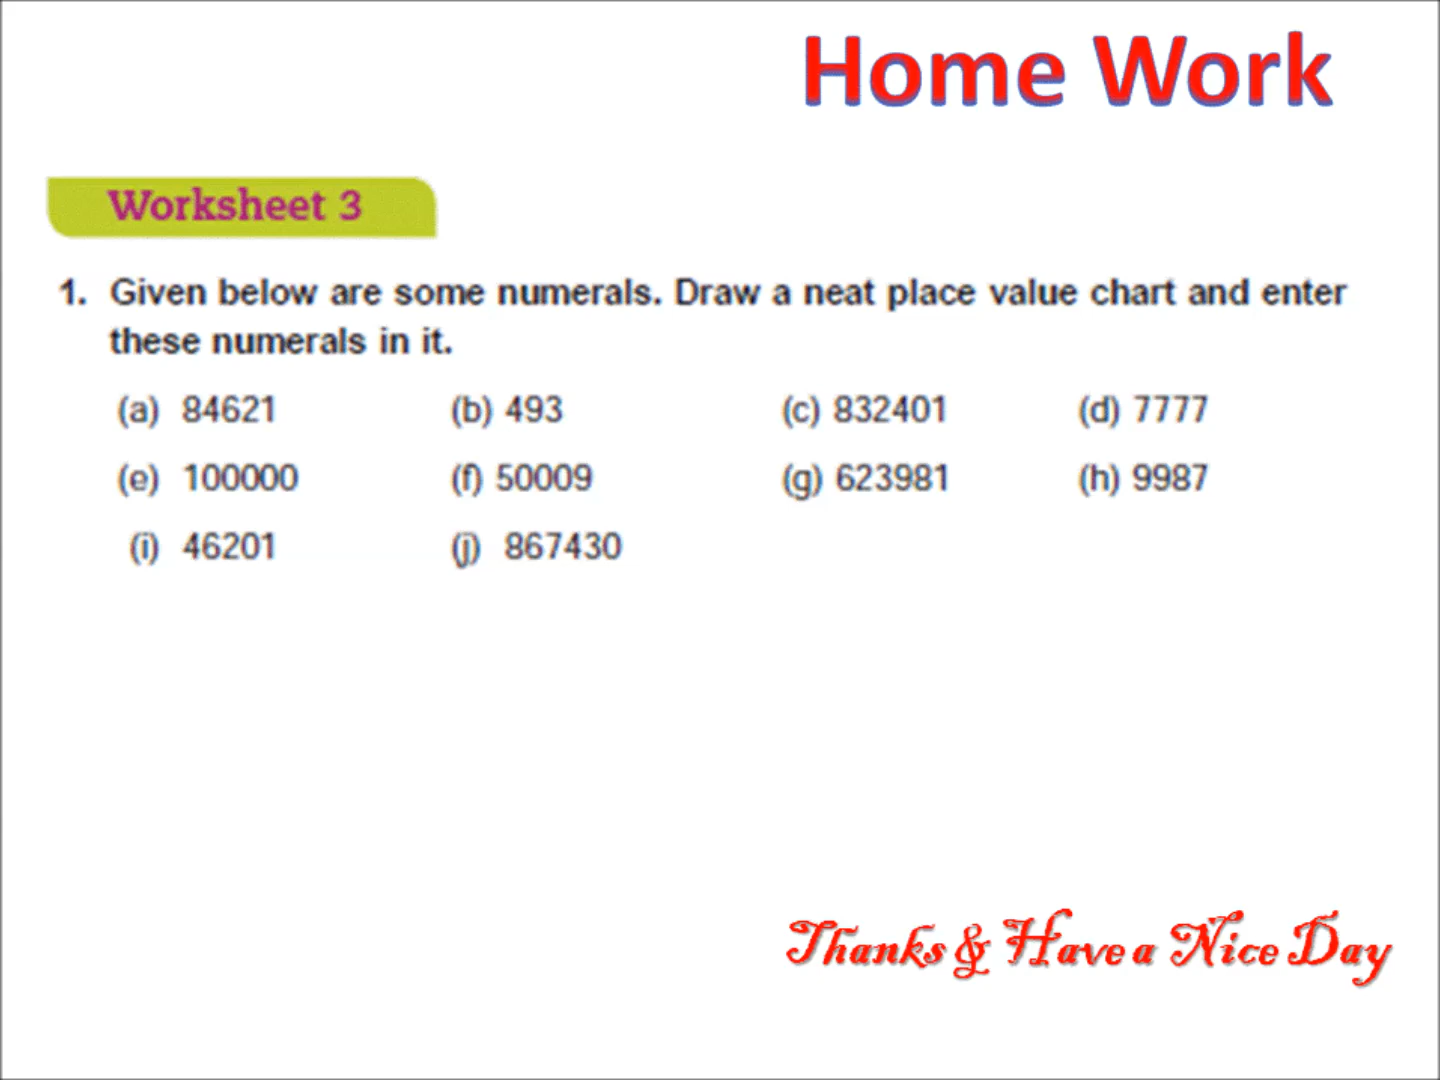 Home Work
Worksheet 3
1. Given below are some numerals. Draw a neat place value chart and enter
these numerals in it.
(a) 84621 (b) 493 (c) 832401 (d) 7777
(e) 100000 (f) 50009 (g) 623981 (h) 9987
(i) 46201 (j) 867430
Thanks & Have a Nice Day